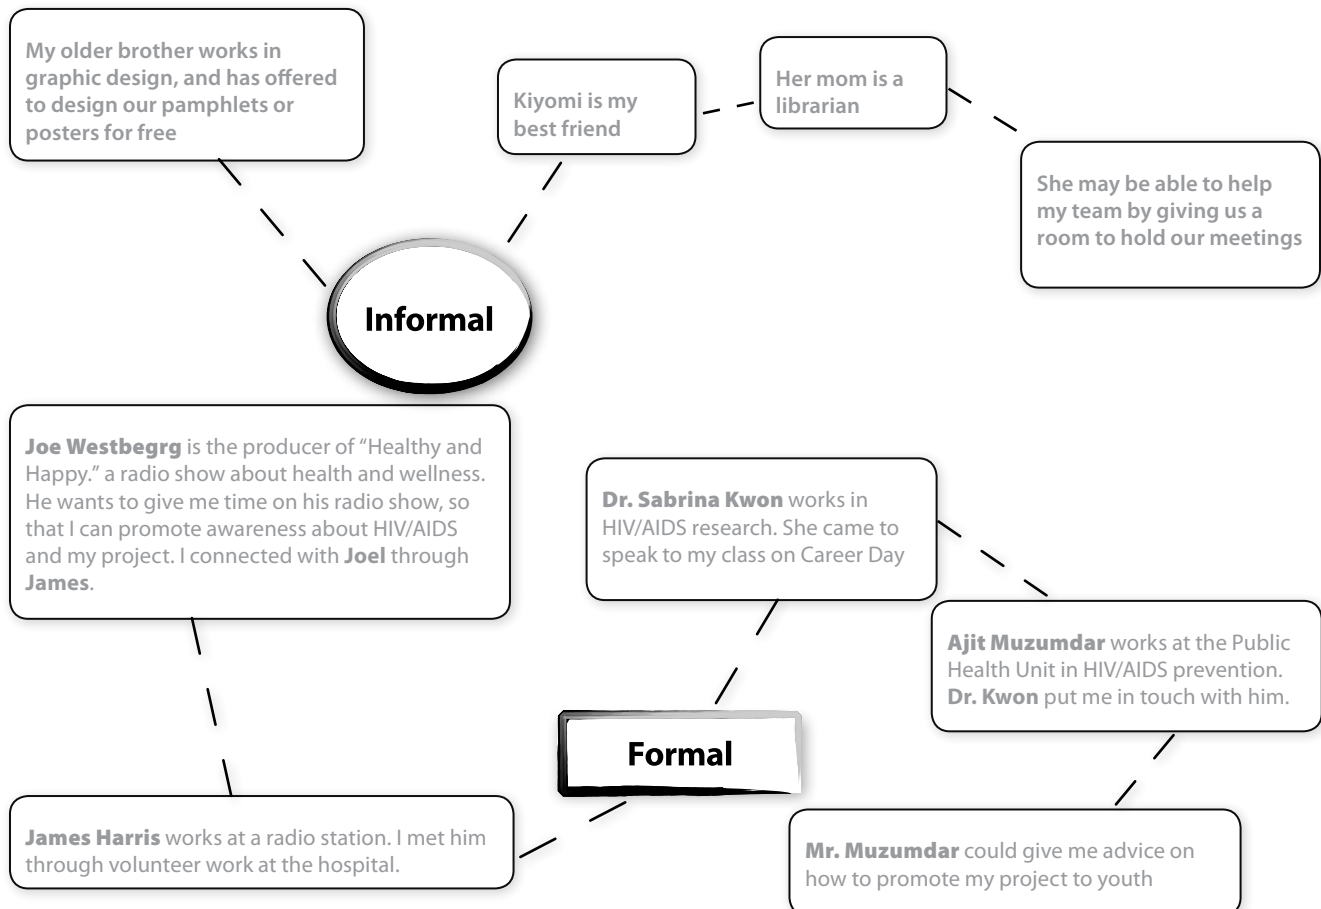 My older brother works in
graphic design, and has offered
to design our pamphlets or
posters for free
Kiyomi is my
best friend
Her mom is a
librarian
She may be able to help
my team by giving us a
room to hold our meetings
Informal
Joe Westbegrg is the producer of “Healthy and
Happy.” a radio show about health and wellness.
He wants to give me time on his radio show, so
that I can promote awareness about HIV/AIDS
and my project. I connected with Joel through
James.
Dr. Sabrina Kwon works in
HIV/AIDS research. She came to
speak to my class on Career Day
Ajit Muzumdar works at the Public
Health Unit in HIV/AIDS prevention.
Dr. Kwon put me in touch with him.
Formal
James Harris works at a radio station. I met him
through volunteer work at the hospital.
Mr. Muzumdar could give me advice on
how to promote my project to youth